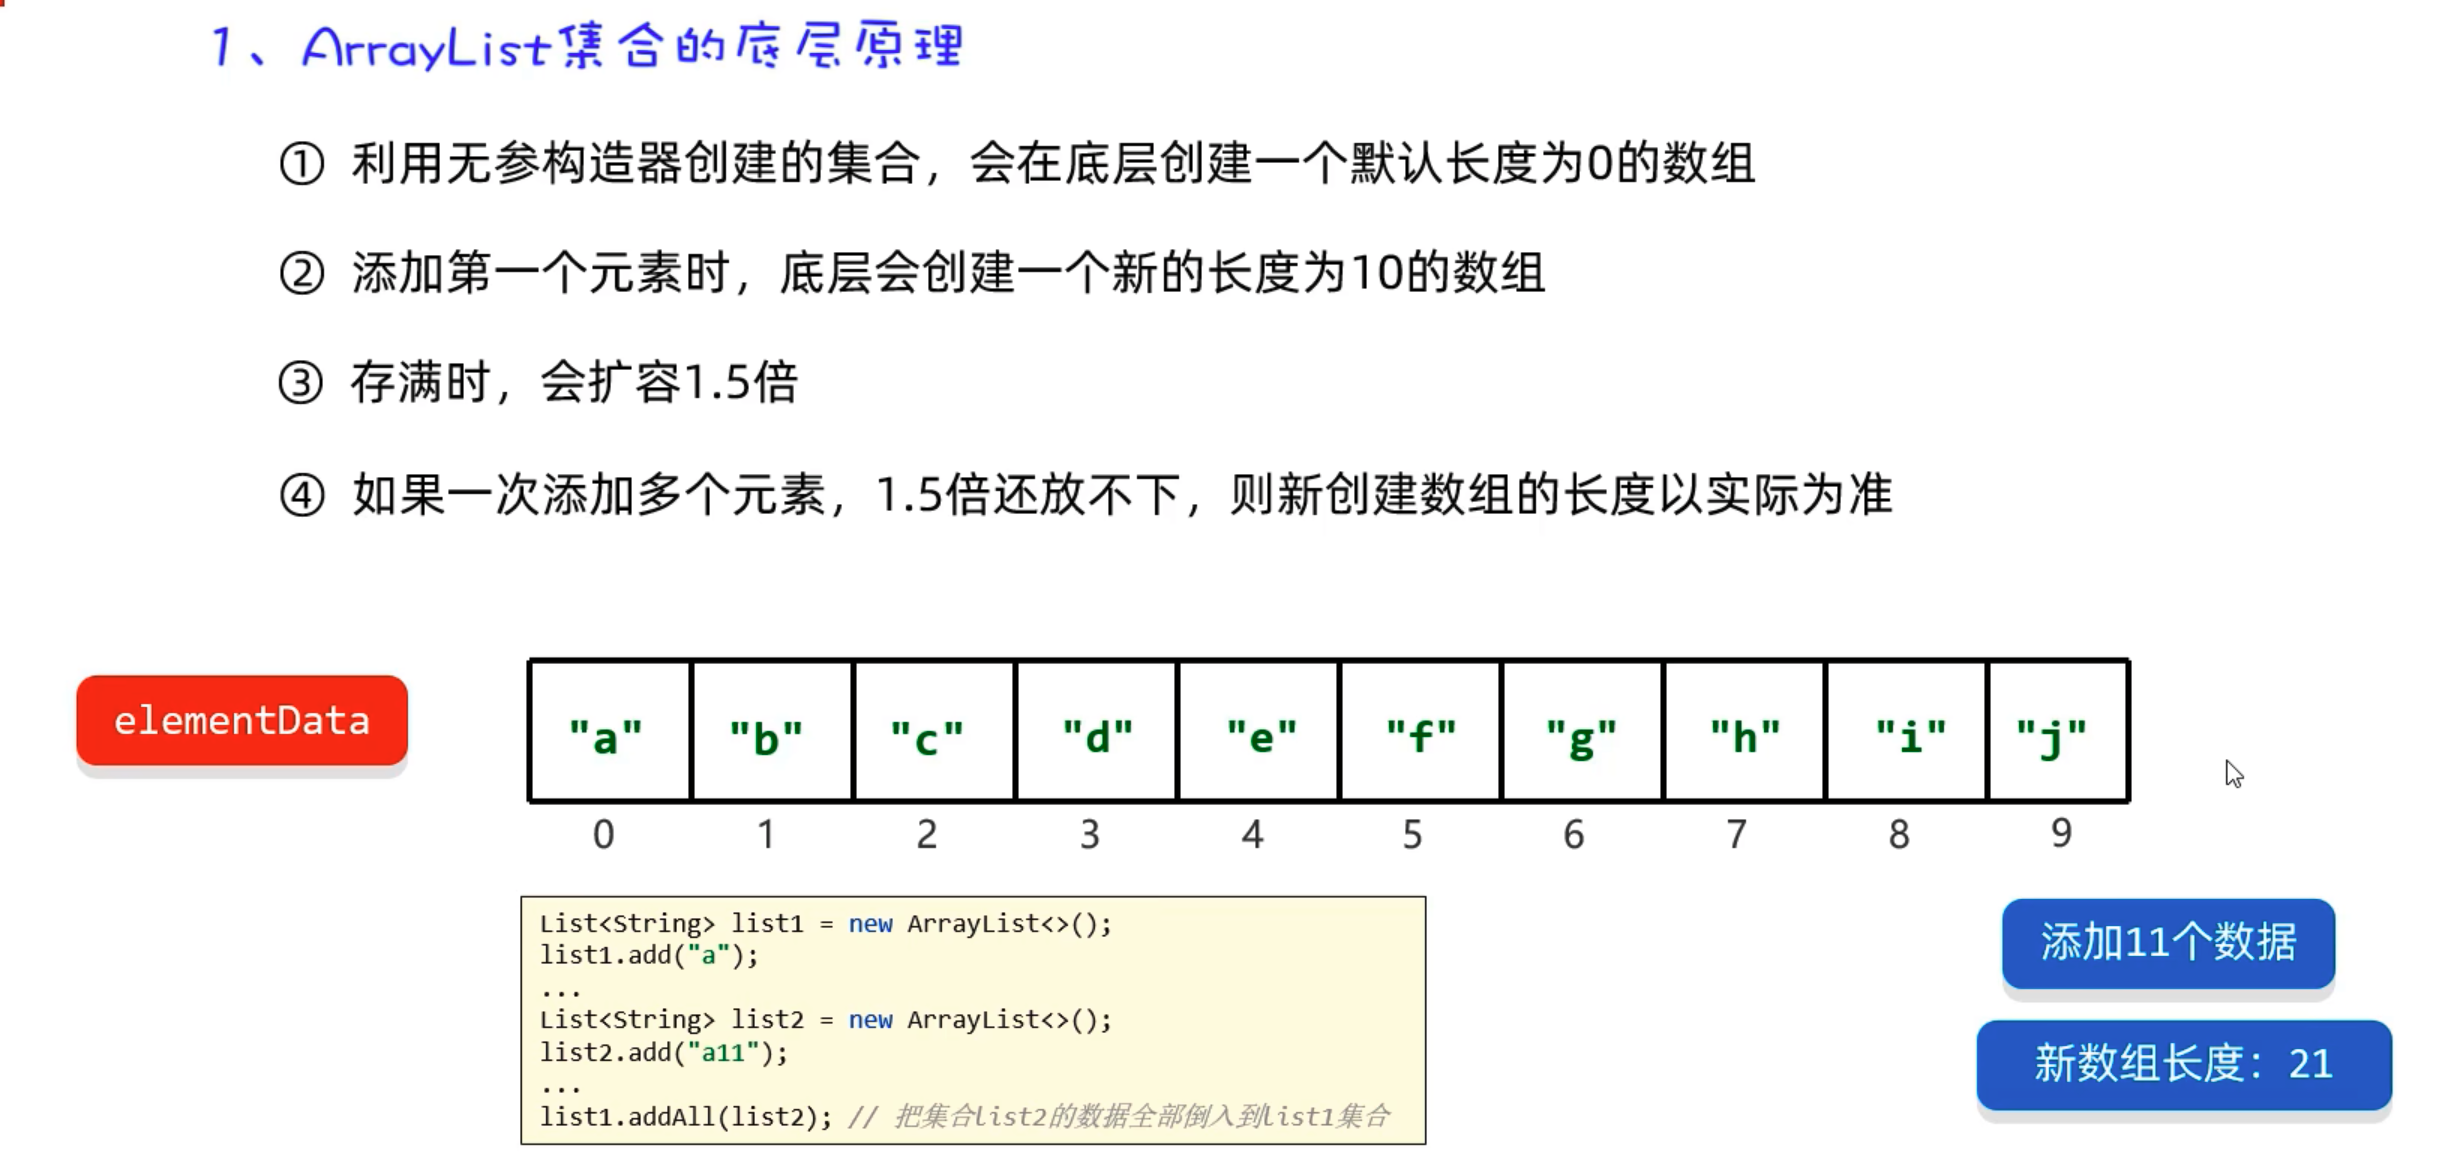 1、ArrayList集合的底层原理
① 利用无参构造器创建的集合，会在底层创建一个默认长度为0的数组
② 添加第一个元素时，底层会创建一个新的长度为10的数组
③ 存满时，会扩容1.5倍
④ 如果一次添加多个元素，1.5倍还放不下，则新创建数组的长度以实际为准
elementData
"a" "b" "c" "d" "e" "f" "g" "h" "i" "j"
0 1 2 3 4 5 6 7 8 9
List<String> list1 = new ArrayList<>();
list1.add("a");
...
List<String> list2 = new ArrayList<>();
list2.add("a11");
...
list1.addAll(list2); // 把集合list2的数据全部倒入到list1集合
添加11个数据
新数组长度：21